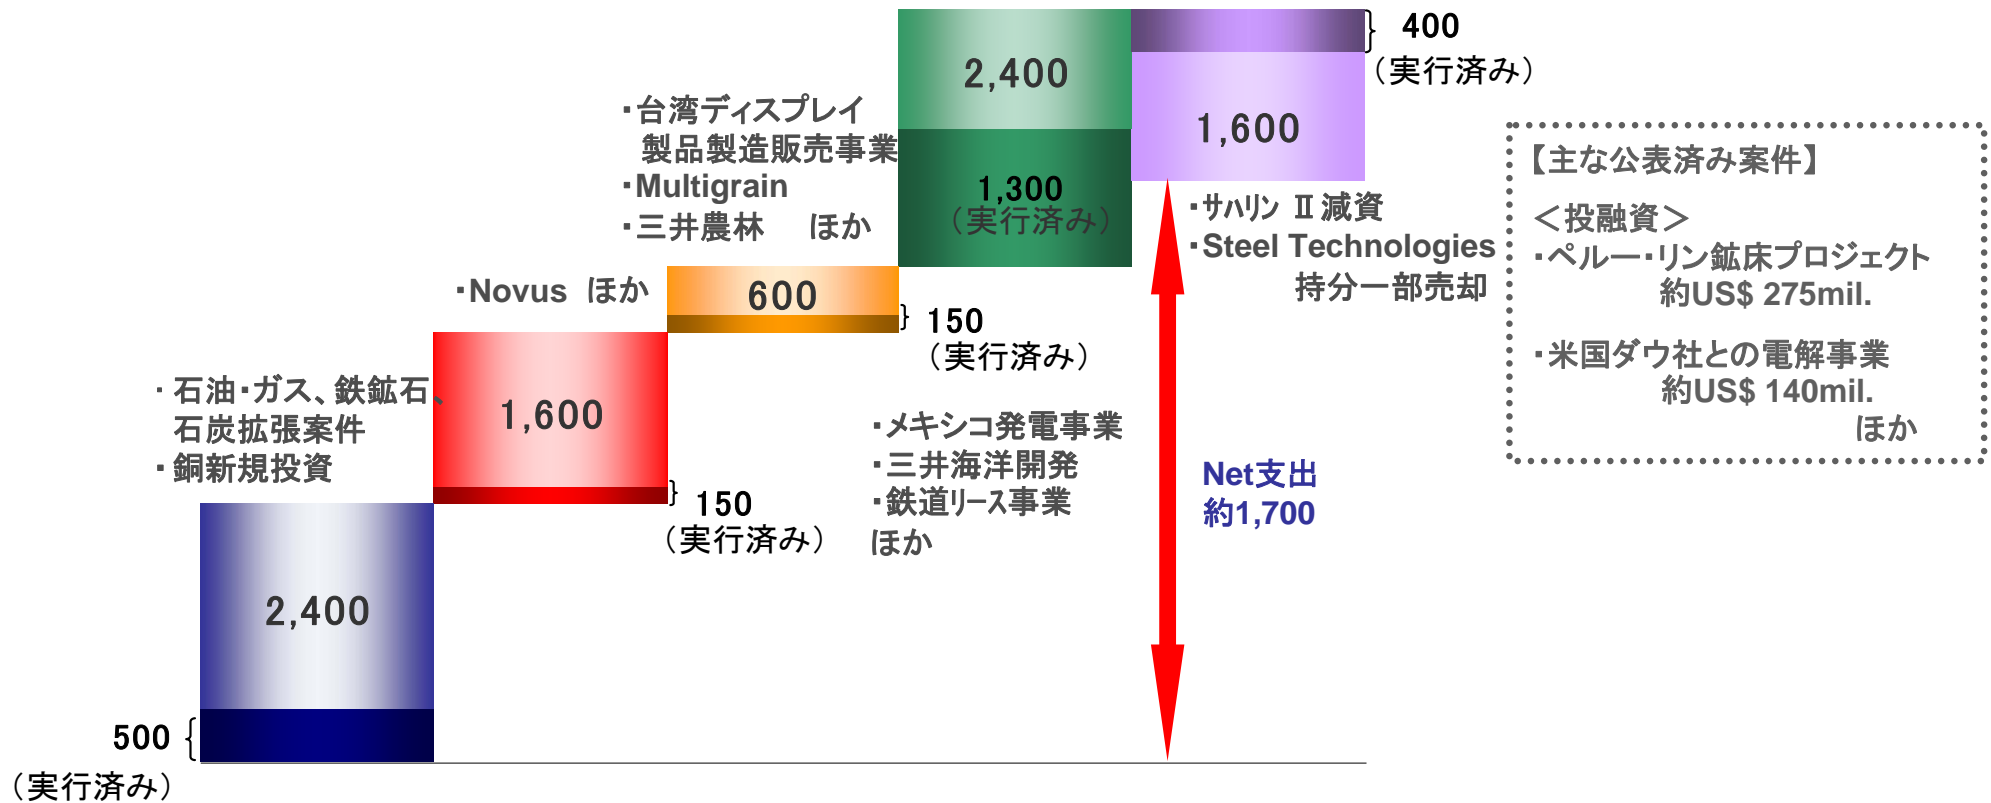 ・石油・ガス、鉄鉱石、
石炭拡張案件
・銅新規投資
2,400
500
（実行済み）
1,600
150
（実行済み）
・Novus ほか
600
150
（実行済み）
・台湾ディスプレイ
製品製造販売事業
・Multigrain
・三井農林 ほか
2,400
1,300
（実行済み）
・メキシコ発電事業
・三井海洋開発
・鉄道リース事業
ほか
400
（実行済み）
1,600
・サハリン Ⅱ減資
・Steel Technologies
持分一部売却
Net支出
約1,700
【主な公表済み案件】
＜投融資＞
・ペルー・リン鉱床プロジェクト
約US$ 275mil.
・米国ダウ社との電解事業
約US$ 140mil.
ほか